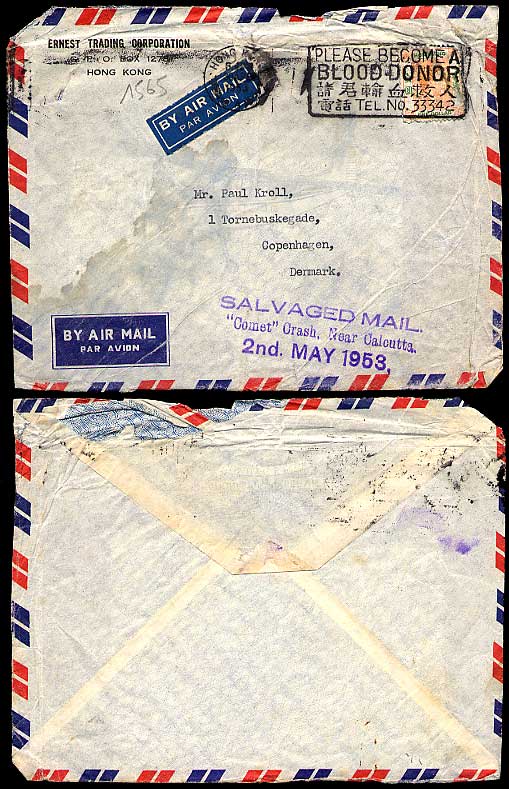 ERNEST TRADING CORPORATION
P. O. BOX 1275
HONG KONG
1565
HONG
BY AIR MAIL
PAR AVION
PLEASE BECOME A
BLOOD DONOR
請君輸血救人
電話 TEL. No. 33342
Mr. Paul Kroll,
1 Tornebuskegade,
Copenhagen,
Denmark.
SALVAGED MAIL.
"Comet" Crash, Near Calcutta.
2nd. MAY 1953,
BY AIR MAIL
PAR AVION